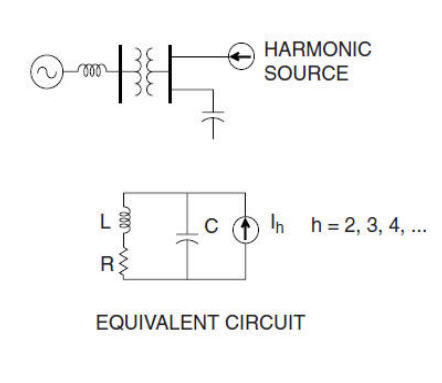 HARMONIC
SOURCE
L
C
Ih h = 2, 3, 4, ...
R
EQUIVALENT CIRCUIT